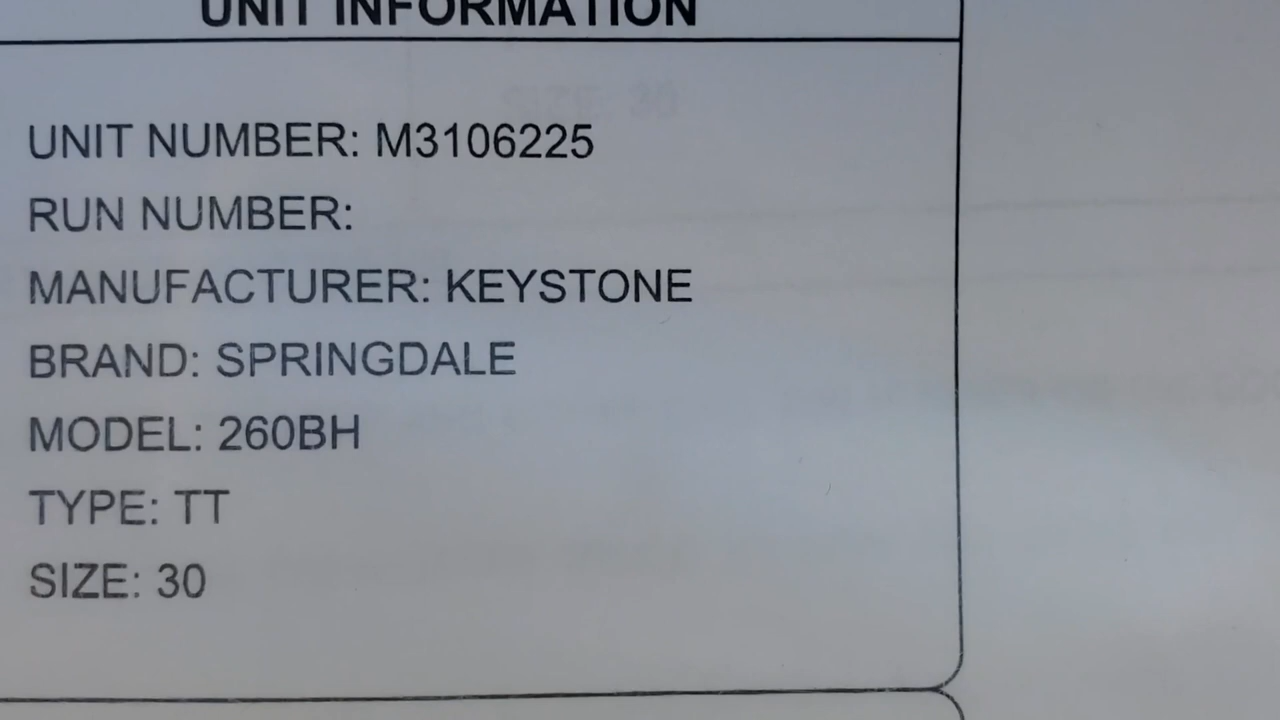 UNIT INFORMATION
UNIT NUMBER: M3106225
RUN NUMBER:
MANUFACTURER: KEYSTONE
BRAND: SPRINGDALE
MODEL: 260BH
TYPE: TT
SIZE: 30